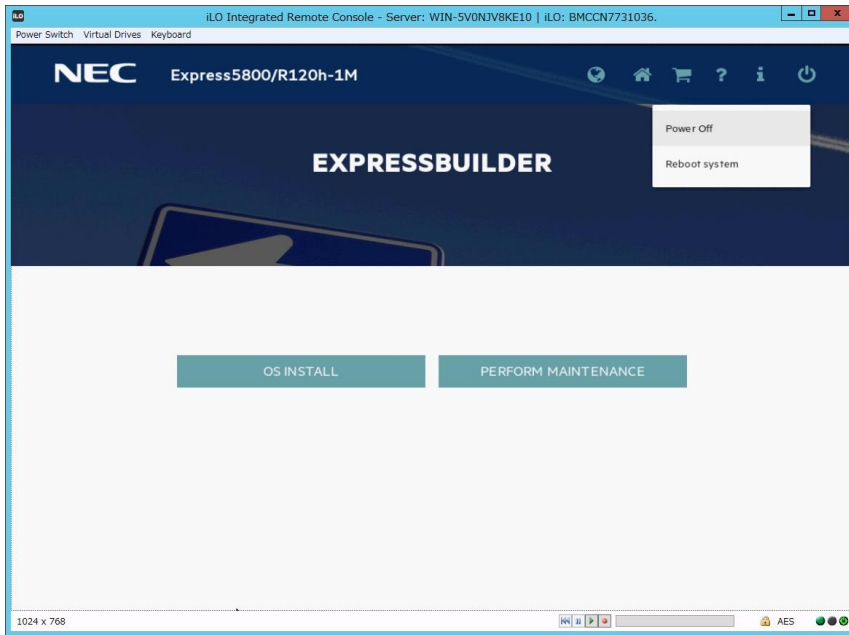 iLO
iLO Integrated Remote Console - Server: WIN-5V0NJV8KE10 | iLO: BMCCN7731036.
Power Switch Virtual Drives Keyboard
NEC Express5800/R120h-1M
Power Off
EXPRESSBUILDER
Reboot system
OS INSTALL
PERFORM MAINTENANCE
1024 x 768
AES